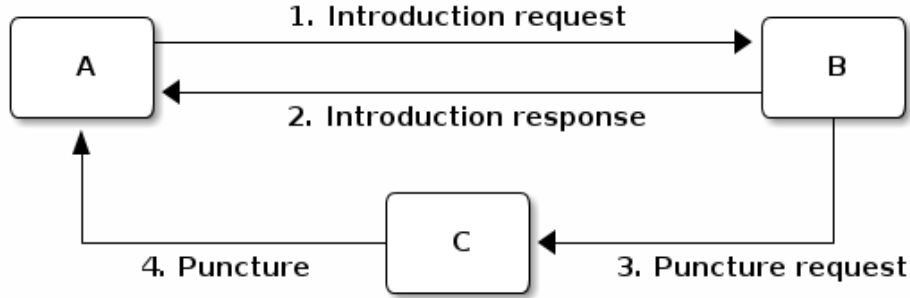 1. Introduction request
A
B
2. Introduction response
C
4. Puncture
3. Puncture request